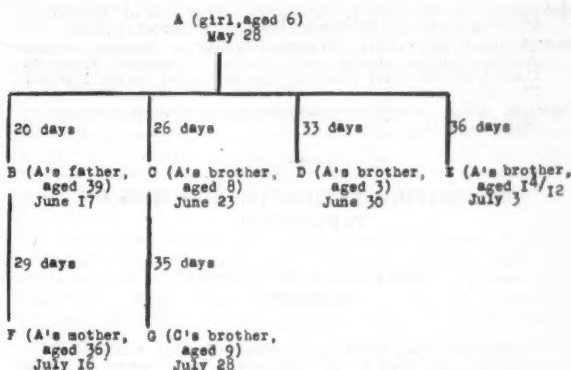 A (girl, aged 6)
May 28
20 days
26 days
33 days
36 days
B (A's father,
aged 39)
June 17
C (A's brother,
aged 8)
June 23
D (A's brother,
aged 3)
June 30
E (A's brother,
aged 1 4/12
July 3
29 days
35 days
F (A's mother,
aged 36)
July 16
G (C's brother,
aged 9)
July 28